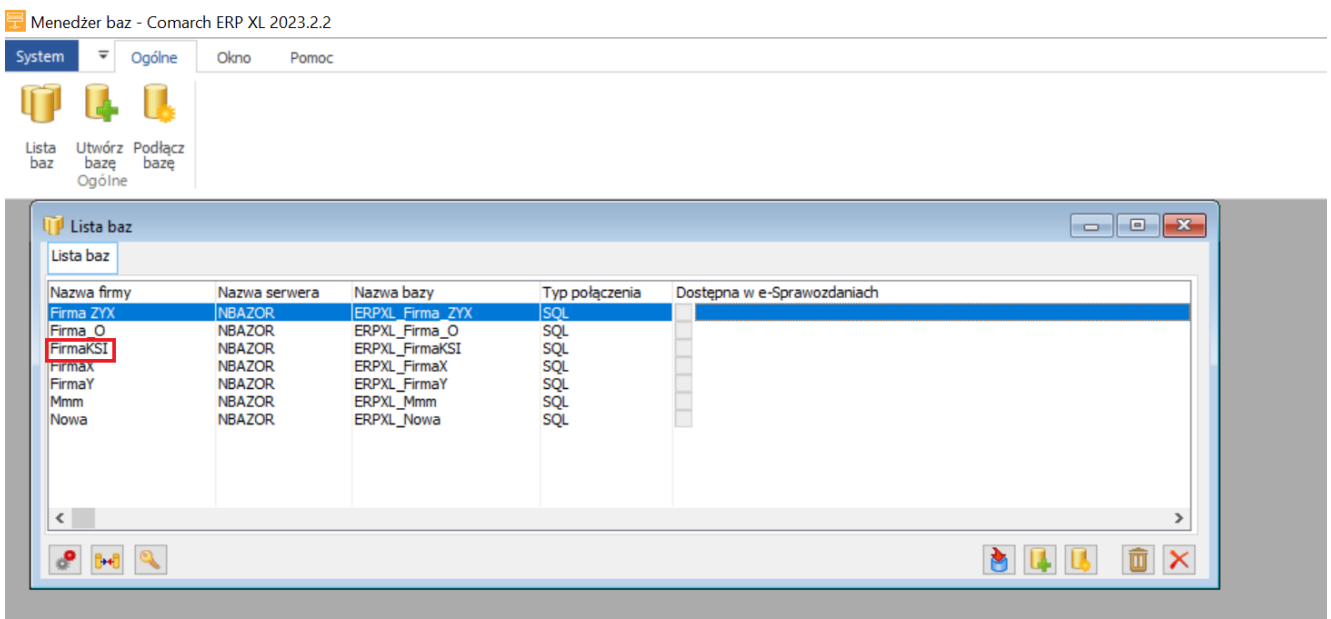 Menedżer baz - Comarch ERP XL 2023.2.2
System Ogólne Okno Pomoc
Lista baz Utwórz bazę Podłącz bazę
Ogólne
Lista baz
Lista baz
Nazwa firmy Nazwa serwera Nazwa bazy Typ połączenia Dostępna w e-Sprawozdaniach
Firma ZYX NBAZOR ERPXL_Firma_ZYX SQL
Firma_O NBAZOR ERPXL_Firma_O SQL
FirmaKSI NBAZOR ERPXL_FirmaKSI SQL
FirmaX NBAZOR ERPXL_FirmaX SQL
FirmaY NBAZOR ERPXL_FirmaY SQL
Mmm NBAZOR ERPXL_Mmm SQL
Nowa NBAZOR ERPXL_Nowa SQL